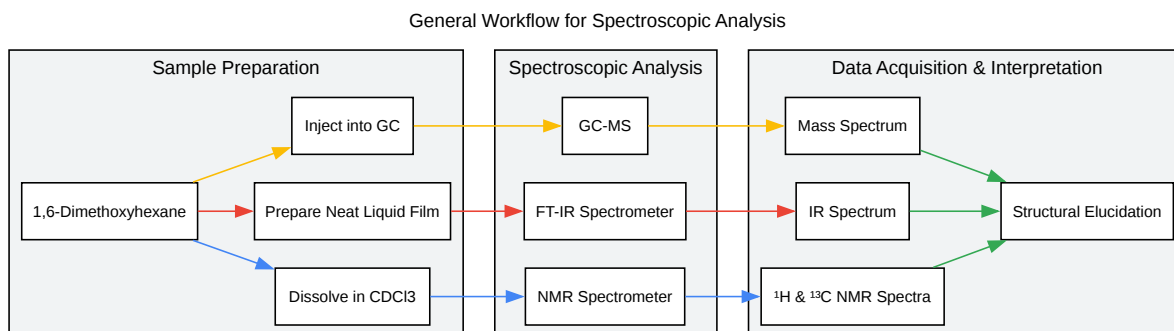 General Workflow for Spectroscopic Analysis
Sample Preparation
Spectroscopic Analysis
Data Acquisition & Interpretation
Inject into GC
GC-MS
Mass Spectrum
1,6-Dimethoxyhexane
Prepare Neat Liquid Film
FT-IR Spectrometer
IR Spectrum
Structural Elucidation
Dissolve in CDCl3
NMR Spectrometer
¹H & ¹³C NMR Spectra